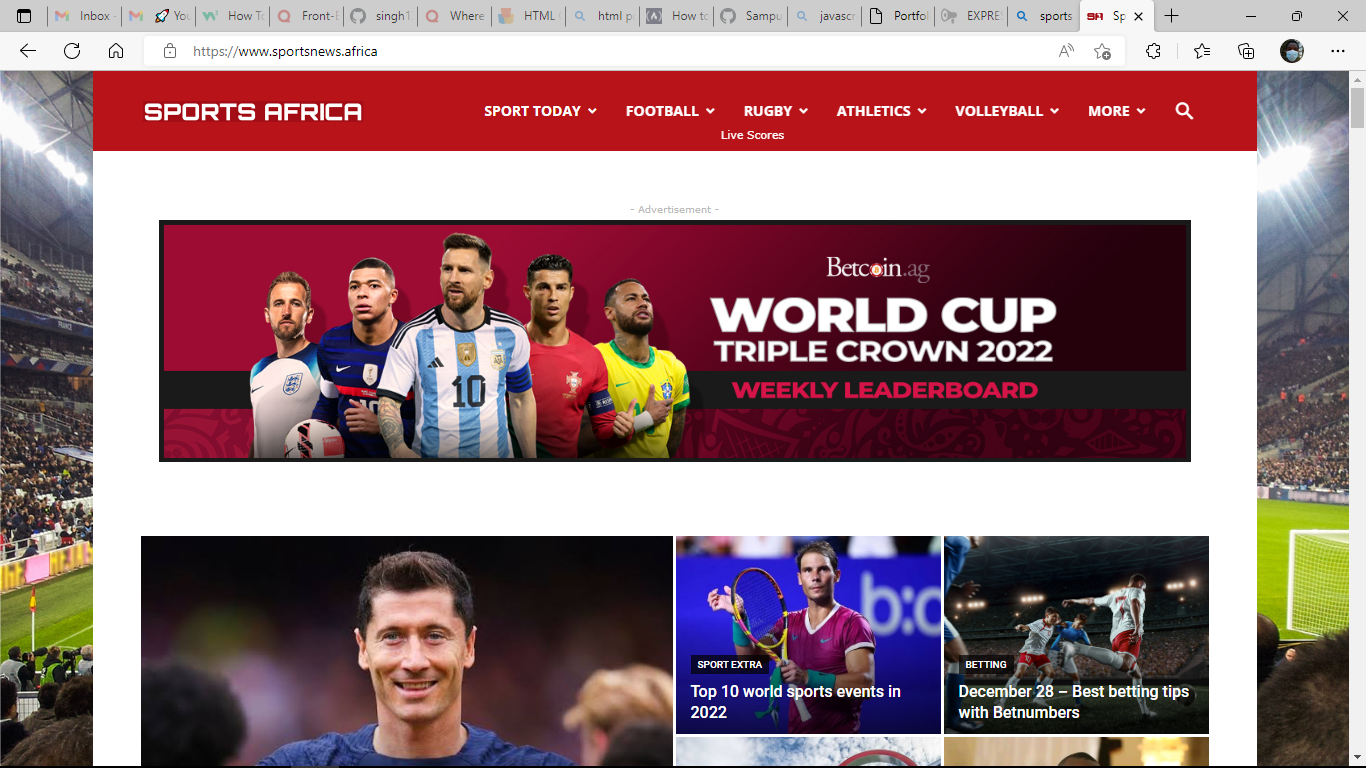 Inbox -
You
How To
Front-E
singh1
Where
HTML
html p
How to
Sampu
javascr
Portfol
EXPRES
sports
Sp
https://www.sportsnews.africa
SPORTS AFRICA
SPORT TODAY
FOOTBALL
RUGBY
ATHLETICS
VOLLEYBALL
MORE
Live Scores
- Advertisement -
Betcoin.ag
WORLD CUP
TRIPLE CROWN 2022
WEEKLY LEADERBOARD
10
SPORT EXTRA
Top 10 world sports events in
2022
BETTING
December 28 – Best betting tips
with Betnumbers